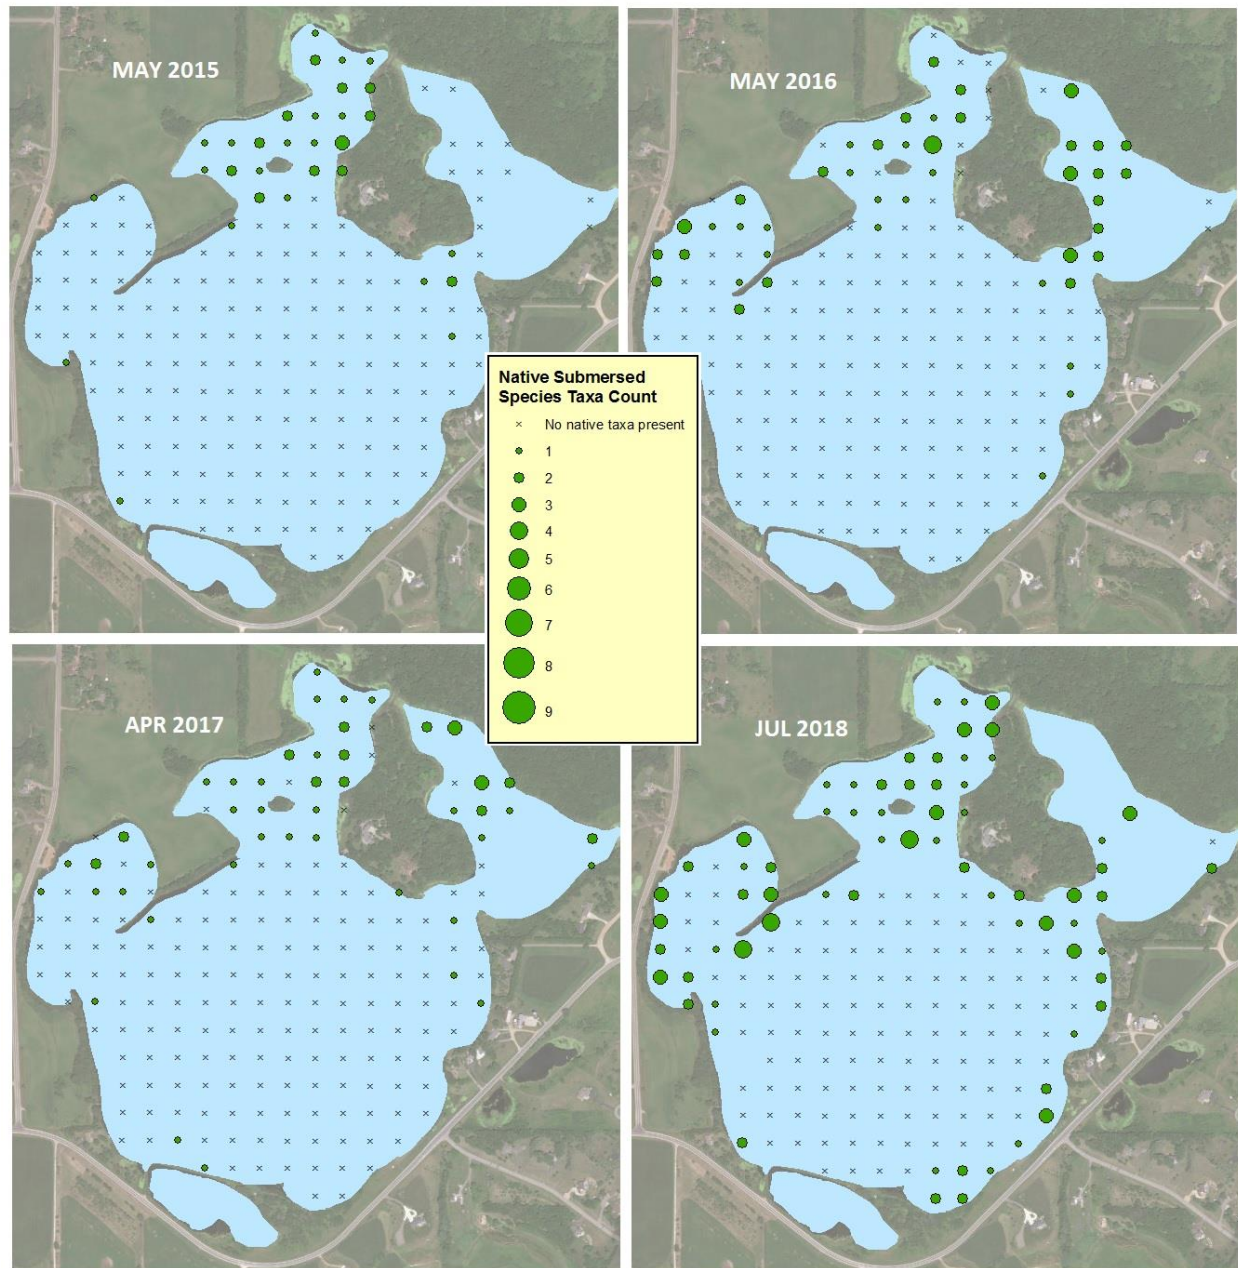 MAY 2015
MAY 2016
Native Submersed
Species Taxa Count
No native taxa present
1
2
3
4
5
6
7
8
9
APR 2017
JUL 2018